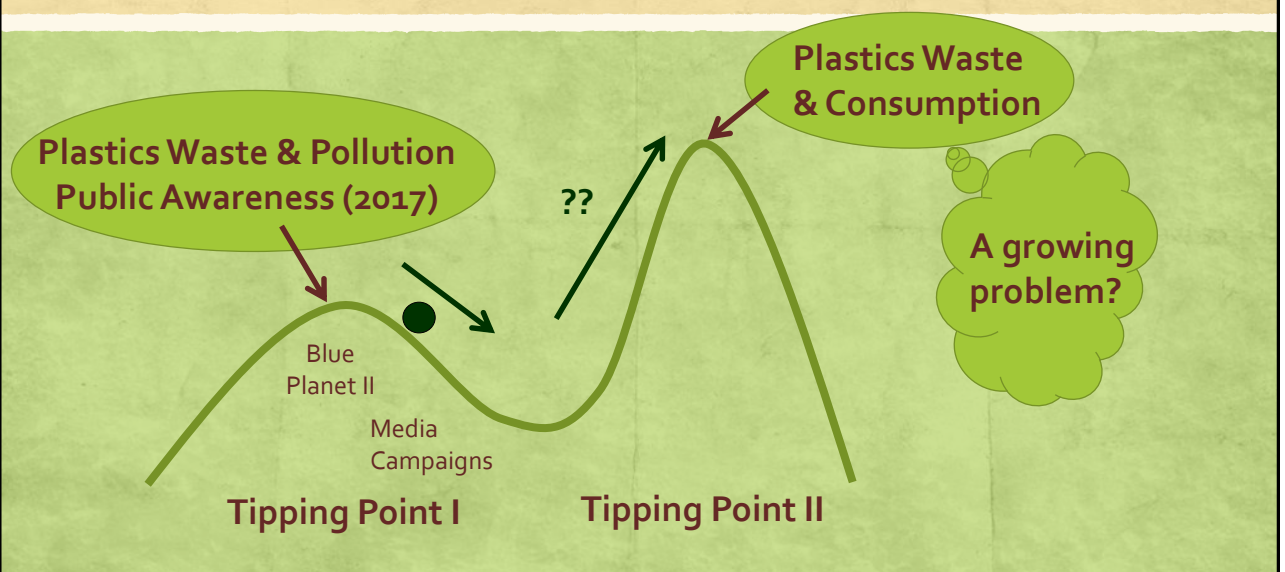 Plastics Waste
& Consumption
Plastics Waste & Pollution
Public Awareness (2017)
??
A growing
problem?
Blue
Planet II
Media
Campaigns
Tipping Point I
Tipping Point II